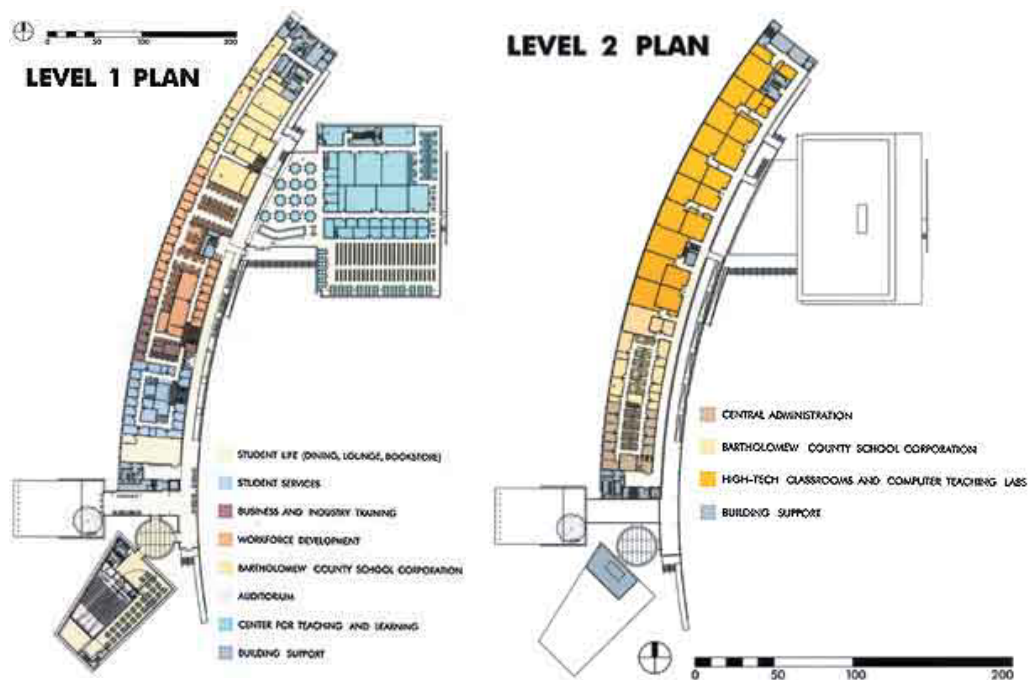 0 50 100 200
LEVEL 1 PLAN
STUDENT LIFE (DINING, LOUNGE, BOOKSTORE)
STUDENT SERVICES
BUSINESS AND INDUSTRY TRAINING
WORKFORCE DEVELOPMENT
BARTHOLOMEW COUNTY SCHOOL CORPORATION
AUDITORIUM
CENTER FOR TEACHING AND LEARNING
BUILDING SUPPORT
LEVEL 2 PLAN
CENTRAL ADMINISTRATION
BARTHOLOMEW COUNTY SCHOOL CORPORATION
HIGH-TECH CLASSROOMS AND COMPUTER TEACHING LABS
BUILDING SUPPORT
0 50 100 200